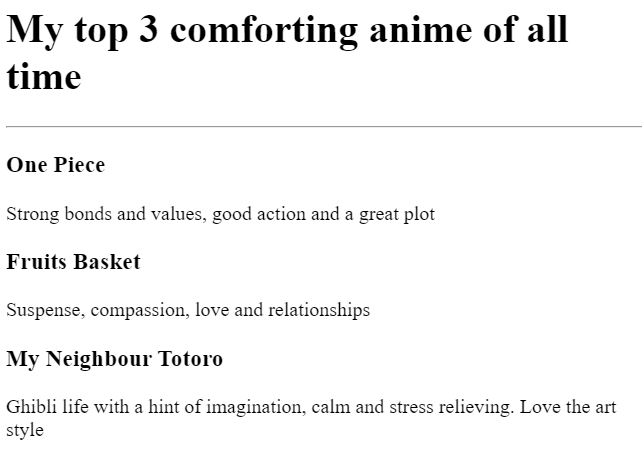 My top 3 comforting anime of all
time
One Piece
Strong bonds and values, good action and a great plot
Fruits Basket
Suspense, compassion, love and relationships
My Neighbour Totoro
Ghibli life with a hint of imagination, calm and stress relieving. Love the art
style